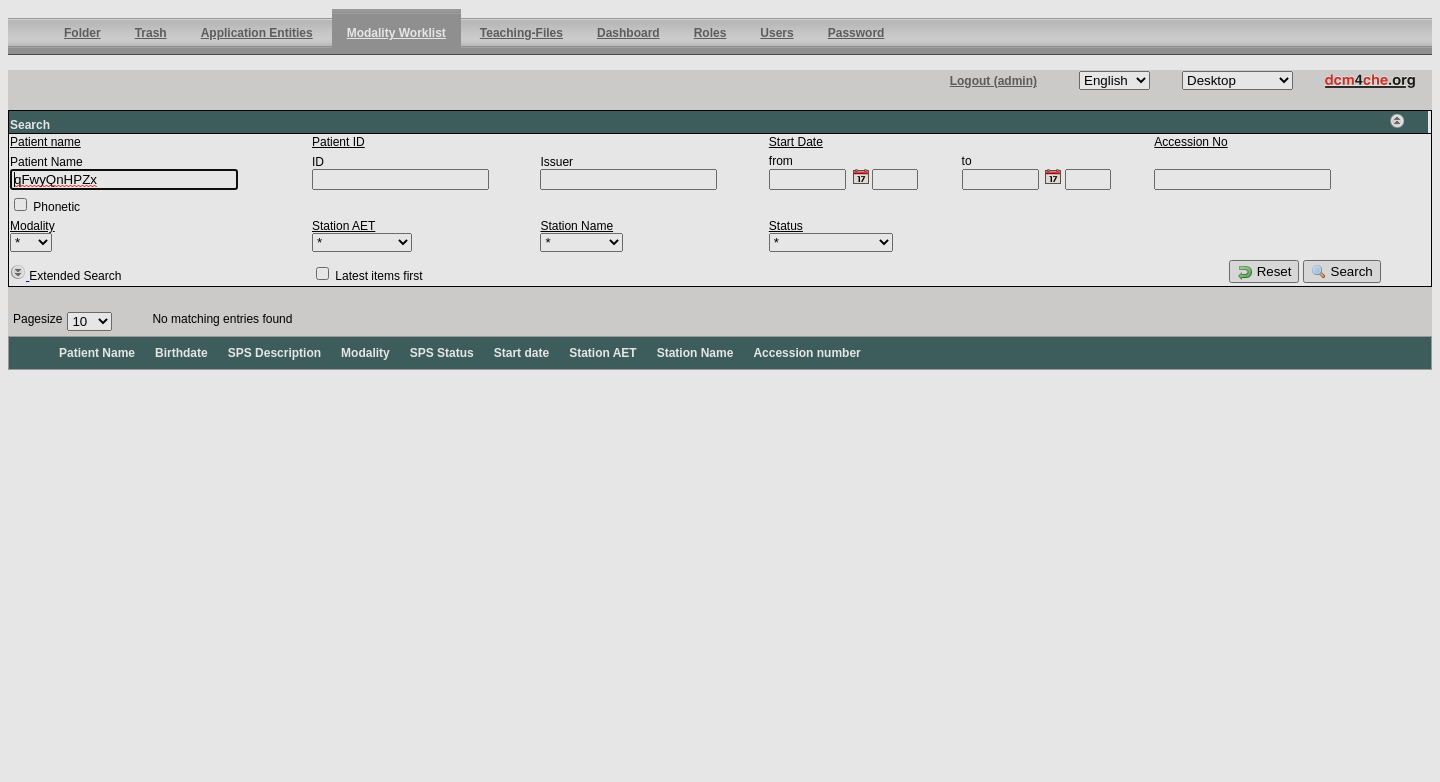 Folder Trash Application Entities Modality Worklist Teaching-Files Dashboard Roles Users Password
Logout (admin) English Desktop dcm4che.org
Search
Patient name Patient ID Start Date Accession No
Patient Name ID Issuer from to
qFwyQnHPZx 17 17
Phonetic
Modality Station AET Station Name Status
* * * *
Extended Search Latest items first Reset Search
Pagesize 10 No matching entries found
Patient Name Birthdate SPS Description Modality SPS Status Start date Station AET Station Name Accession number